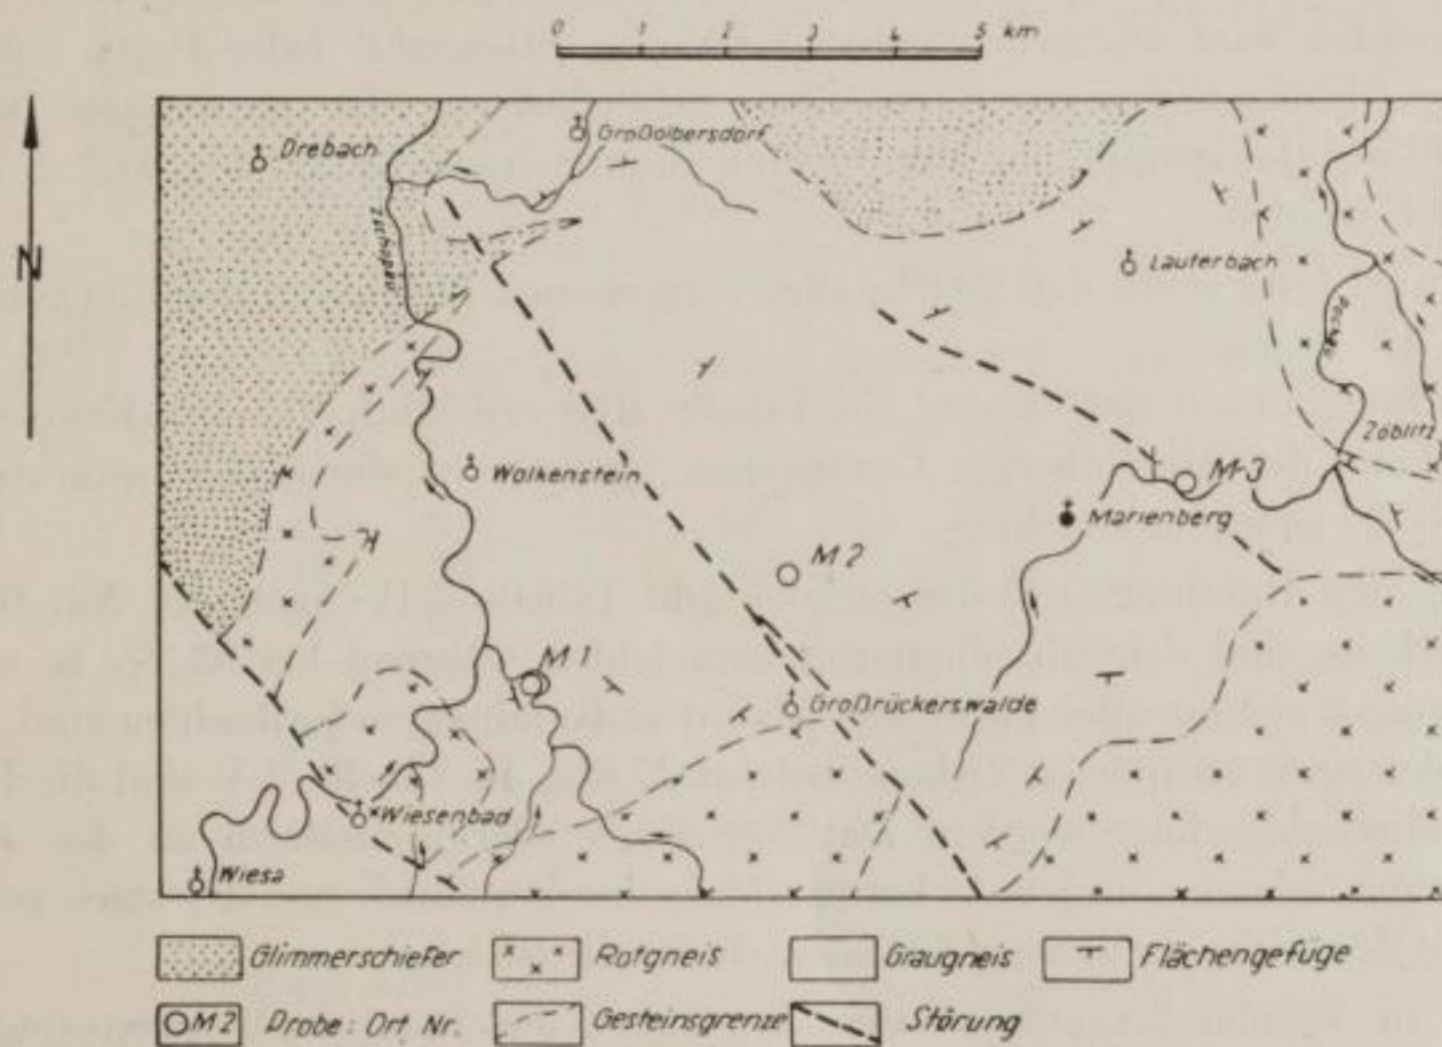 0 1 2 3 4 5 km
N
Drebach
Großolbersdorf
Zschopau
Lauterbach
Zöblitz
Wolkenstein
M-3
Marienberg
M 2
M 1
Großrückerswalde
Wiesenbad
Wiesa
Glimmerschiefer Rotgneis Graugneis Flächengefüge
M2 Probe: Ort Nr. Gesteinsgrenze Störung